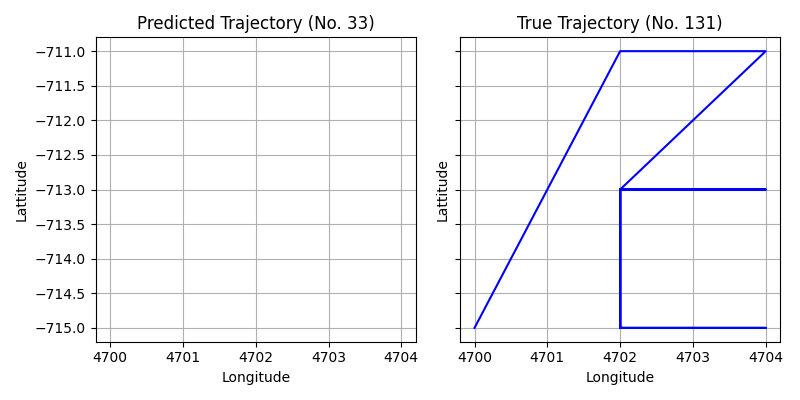 Predicted Trajectory (No. 33)
True Trajectory (No. 131)
−711.0
−711.5
−712.0
−712.5
−713.0
−713.5
−714.0
−714.5
−715.0
Lattitude
Lattitude
4700 4701 4702 4703 4704
4700 4701 4702 4703 4704
Longitude
Longitude